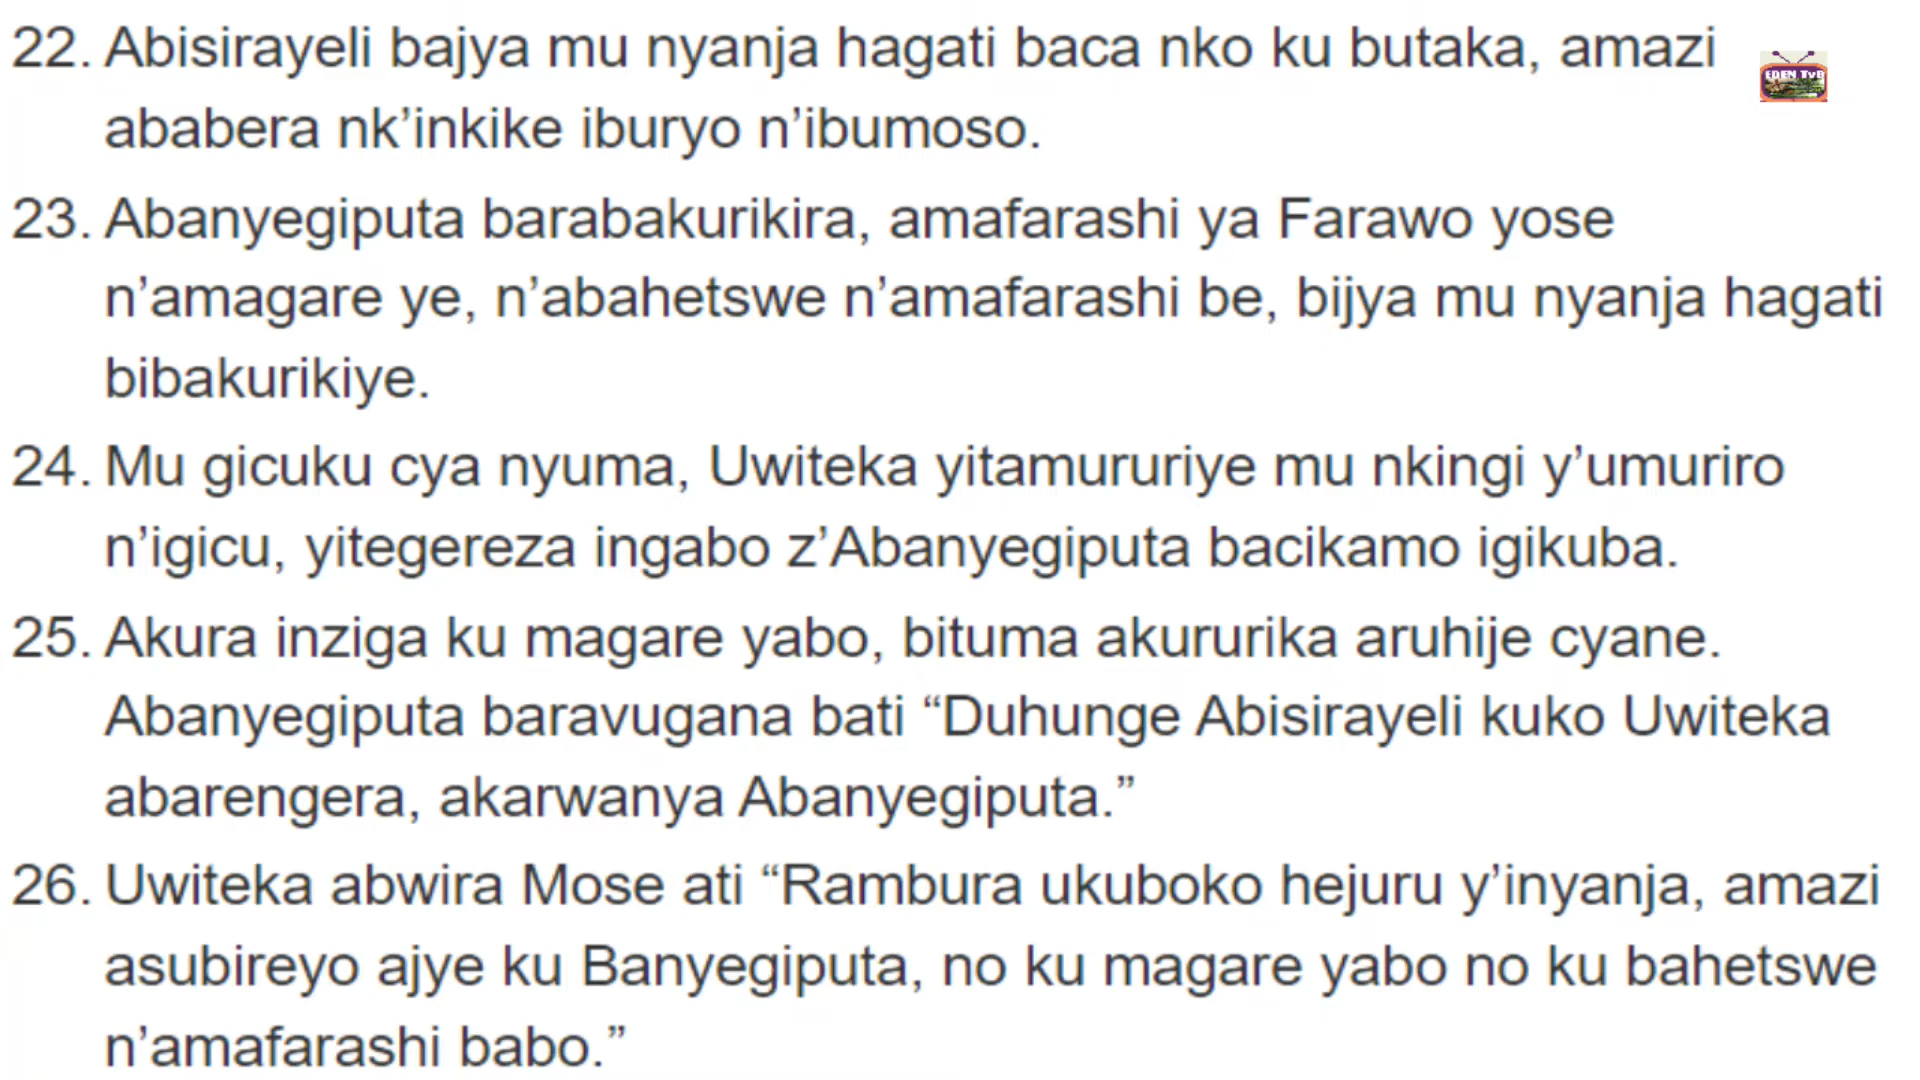 22. Abisirayeli bajya mu nyanja hagati baca nko ku butaka, amazi
EDEN TvB
ababera nk’inkike iburyo n’ibumoso.
23. Abanyegiputa barabakurikira, amafarashi ya Farawo yose
n’amagare ye, n’abahetswe n’amafarashi be, bijya mu nyanja hagati
bibakurikiye.
24. Mu gicuku cya nyuma, Uwiteka yitamururiye mu nkingi y’umuriro
n’igicu, yitegereza ingabo z’Abanyegiputa bacikamo igikuba.
25. Akura inziga ku magare yabo, bituma akururika aruhije cyane.
Abanyegiputa baravugana bati “Duhunge Abisirayeli kuko Uwiteka
abarengera, akarwanya Abanyegiputa.”
26. Uwiteka abwira Mose ati “Rambura ukuboko hejuru y’inyanja, amazi
asubireyo ajye ku Banyegiputa, no ku magare yabo no ku bahetswe
n’amafarashi babo.”